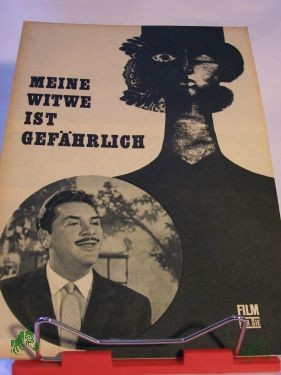 MEINE
WITWE
IST
GEFÄHRLICH
FILM
FÜR SIE